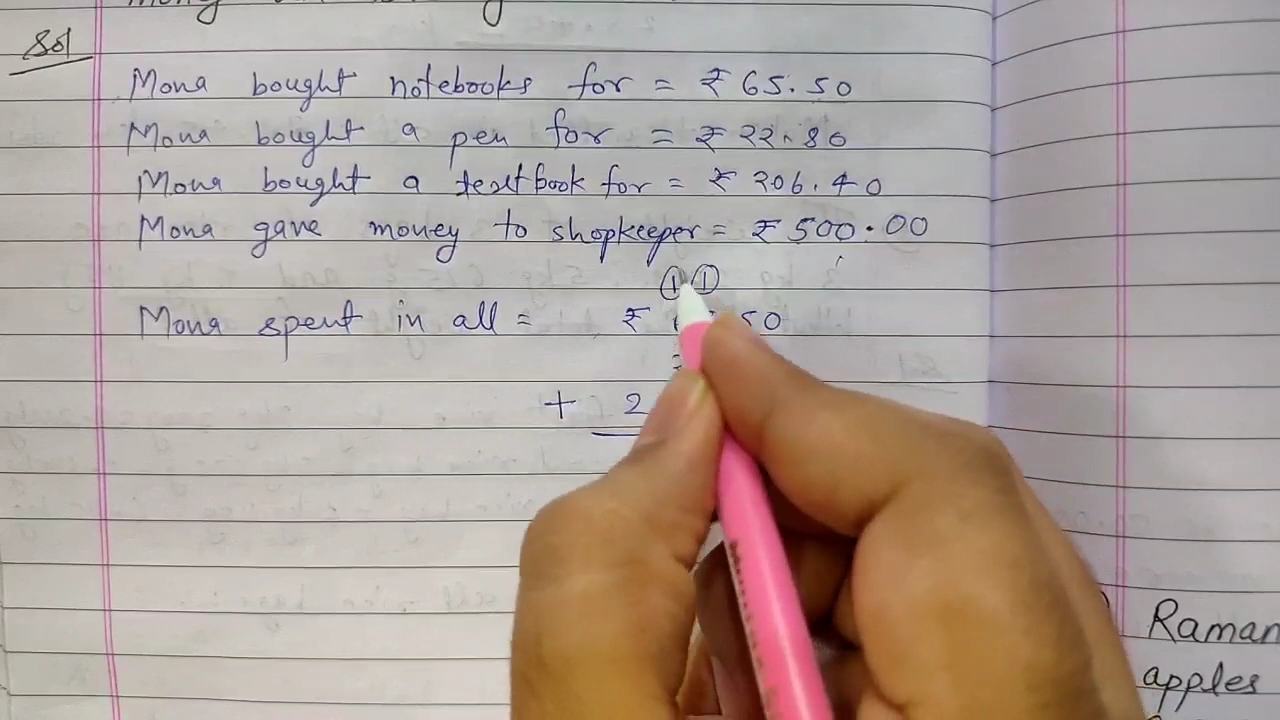 Sol
Mona bought notebooks for = ₹ 65.50
Mona bought a pen for = ₹ 22.80
Mona bought a textbook for = ₹ 206.40
Mona gave money to shopkeeper = ₹ 500.00
1 1
Mona spent in all = ₹ 50
+ 2
Raman
apples